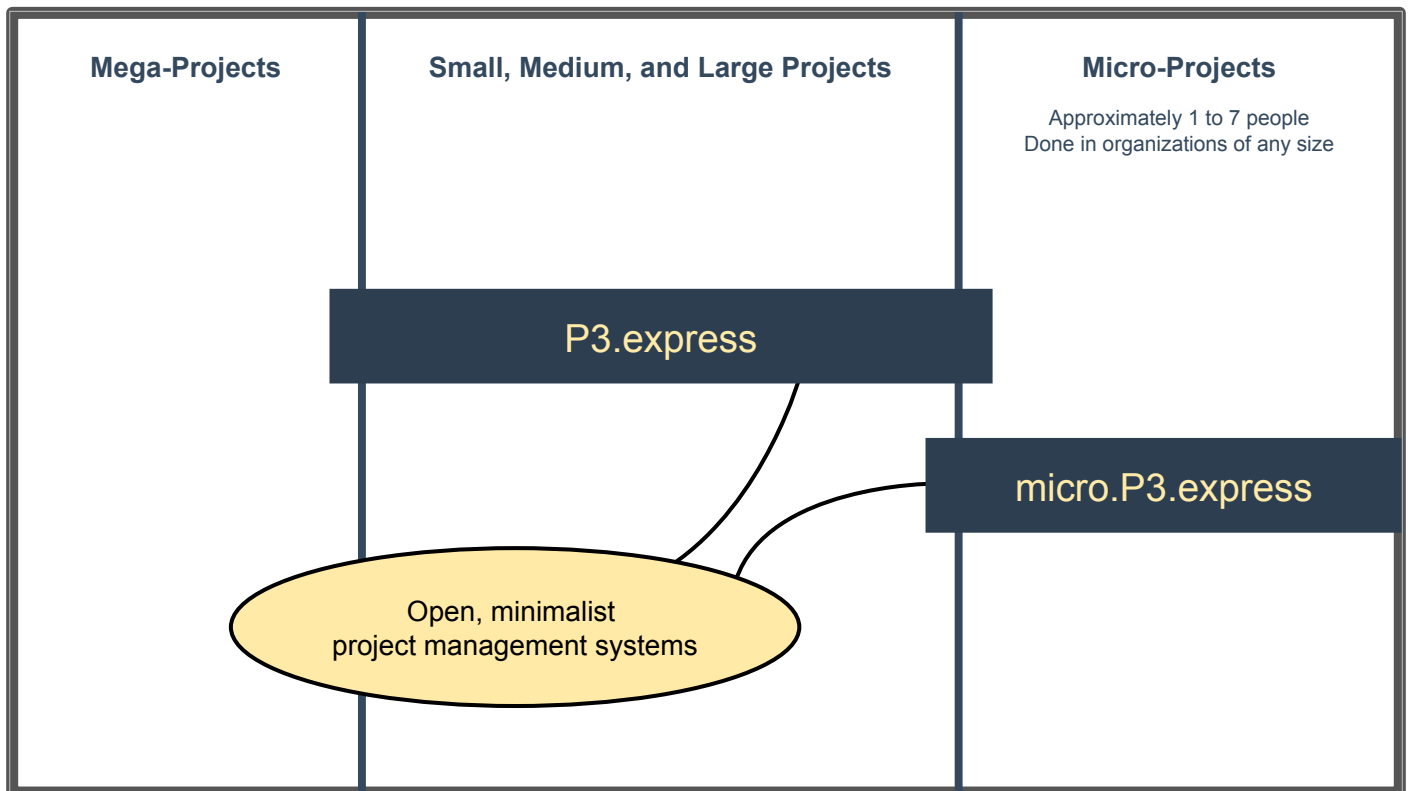 Mega-Projects
Small, Medium, and Large Projects
Micro-Projects
Approximately 1 to 7 people
Done in organizations of any size
P3.express
micro.P3.express
Open, minimalist
project management systems